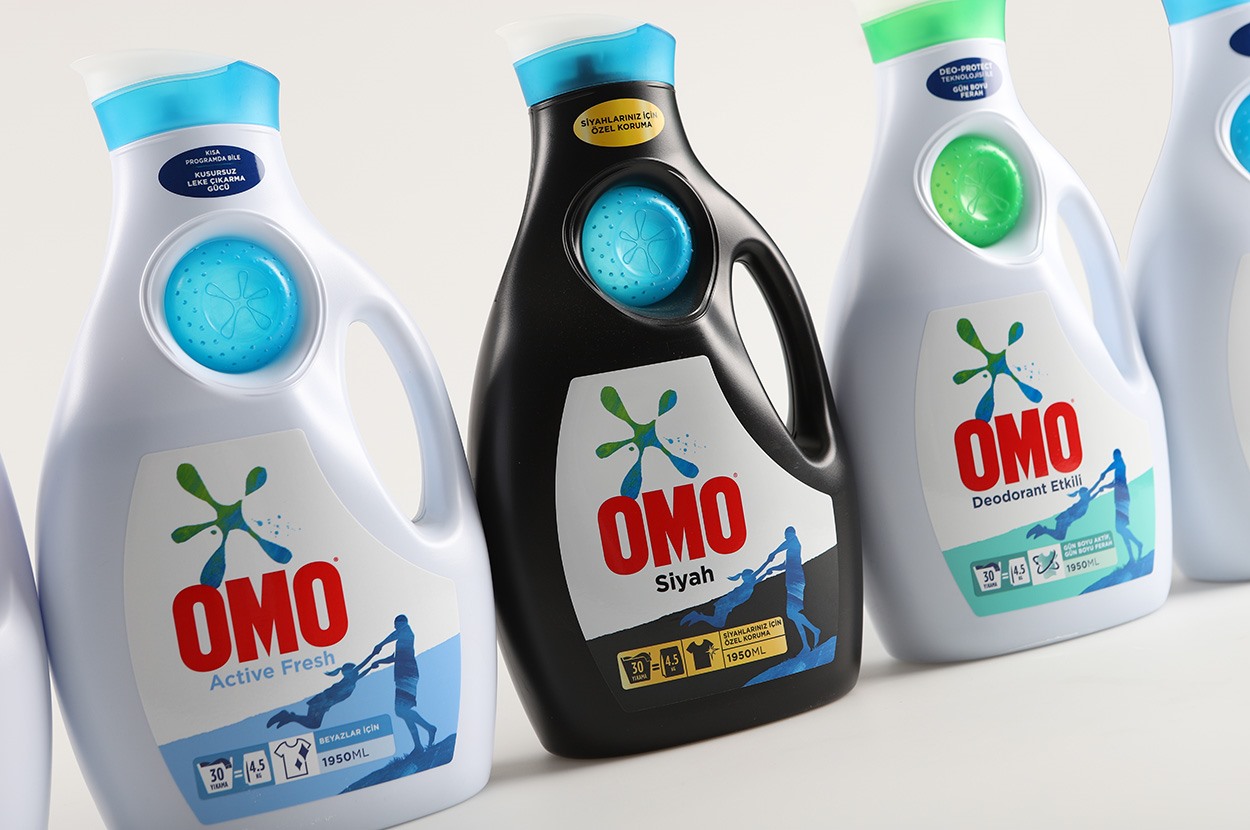 KISA
PROGRAMDA BİLE
KUSURSUZ
LEKE ÇIKARMA
GÜCÜ
OMO
Active Fresh
30
YIKAMA
=
4.5
KG
BEYAZLAR İÇİN
1950ML
SİYAHLARINIZ İÇİN
ÖZEL KORUMA
OMO
Siyah
30
YIKAMA
=
4.5
KG
SİYAHLARINIZ İÇİN
ÖZEL KORUMA
1950ML
DEO-PROTECT
TEKNOLOJİSİ İLE
GÜN BOYU
FERAH
OMO
Deodorant Etkili
30
YIKAMA
=
4.5
KG
GÜN BOYU AKTİF,
GÜN BOYU FERAH
1950ML